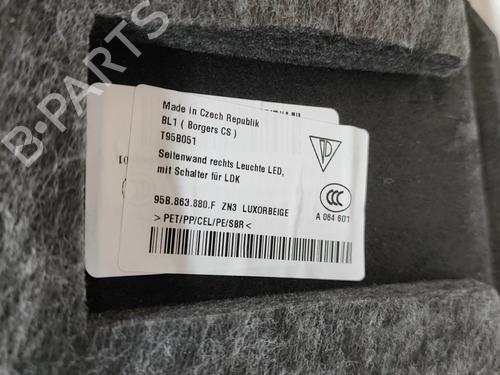 B-PARTS
Made in Czech Republik
BL1 ( Borgers CS )
T95B051
Seitenwand rechts Leuchte LED,
mit Schalter für LDK
95B.863.880.F ZN3 LUXORBEIGE
> PET/PP/CEL/PE/SBR <
CCC
A 064 601